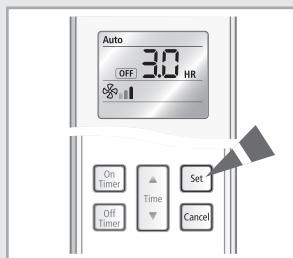 Auto
OFF 3.0 HR
On Timer
Time
Set
Off Timer
Cancel